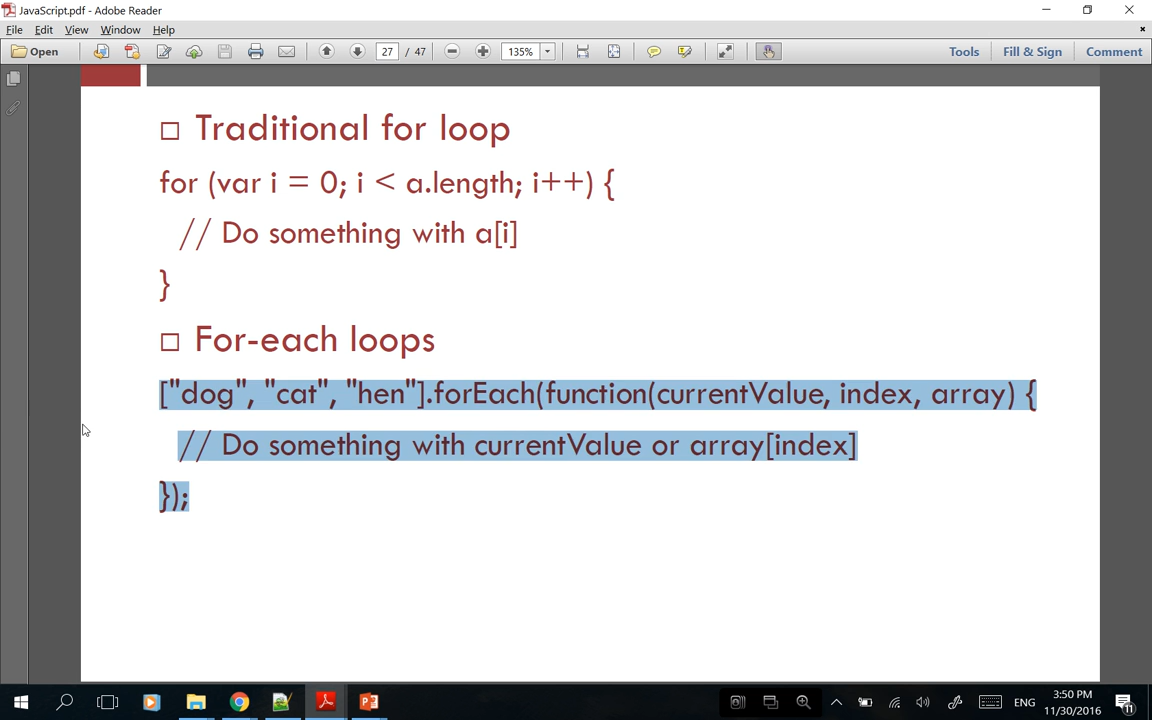 JavaScript.pdf - Adobe Reader
File Edit View Window Help
Open 27 / 47 135% Tools Fill & Sign Comment
Traditional for loop
for (var i = 0; i < a.length; i++) {
// Do something with a[i]
}
For-each loops
["dog", "cat", "hen"].forEach(function(currentValue, index, array) {
// Do something with currentValue or array[index]
});
ENG
3:50 PM
11/30/2016
11